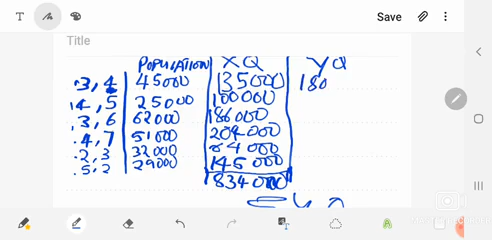 T Save
Title
POPULATION XQ YQ
.3,4 45000 135000 180
.4,5 25000 100000
.3,6 62000 186000
.4,7 51000 204000
.2,3 32000 64000
.5,2 29000 145000
834000